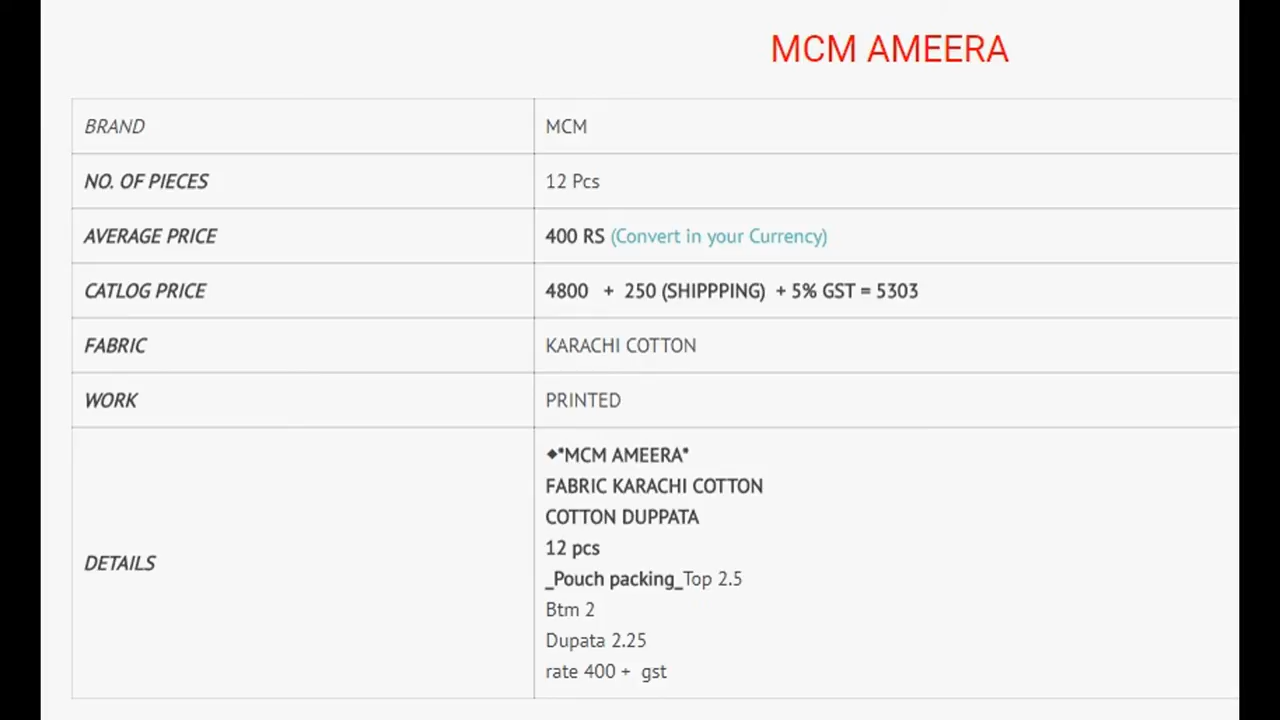 MCM AMEERA
BRAND MCM
NO. OF PIECES 12 Pcs
AVERAGE PRICE 400 RS (Convert in your Currency)
CATLOG PRICE 4800 + 250 (SHIPPPING) + 5% GST = 5303
FABRIC KARACHI COTTON
WORK PRINTED
DETAILS
◆*MCM AMEERA*
FABRIC KARACHI COTTON
COTTON DUPPATA
12 pcs
_Pouch packing_Top 2.5
Btm 2
Dupata 2.25
rate 400 + gst